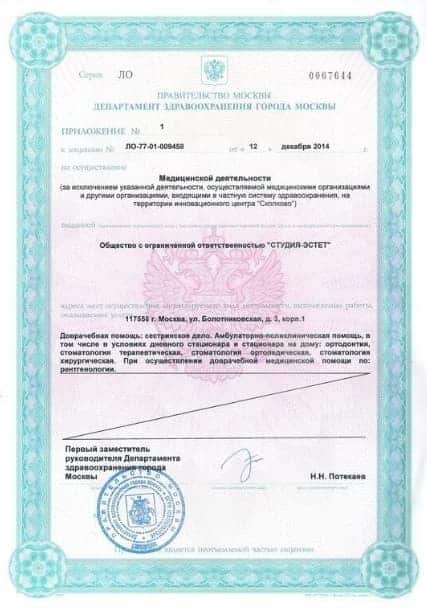 Серия ЛО 0067644
ПРАВИТЕЛЬСТВО МОСКВЫ
ДЕПАРТАМЕНТ ЗДРАВООХРАНЕНИЯ ГОРОДА МОСКВЫ
ПРИЛОЖЕНИЕ № 1
к лицензии № ЛО-77-01-009458 от « 12 » декабря 2014
на осуществление
Медицинской деятельности
(за исключением указанной деятельности, осуществляемой медицинскими организациями
и другими организациями, входящими в частную систему здравоохранения, на
территории инновационного центра "Сколково")
выданной
Общество с ограниченной ответственностью "СТУДИЯ-ЭСТЕТ"
адреса мест осуществления лицензируемого вида деятельности, выполняемые работы,
оказываемые услуги
117556 г. Москва, ул. Болотниковская, д. 3, корп.1
Доврачебная помощь: сестринское дело. Амбулаторно-поликлиническая помощь, в
том числе в условиях дневного стационара и стационара на дому: ортодонтия,
стоматология терапевтическая, стоматология ортопедическая, стоматология
хирургическая. При осуществлении доврачебной медицинской помощи по:
рентгенологии.
Первый заместитель
руководителя Департамента
здравоохранения города
Москвы Н.Н. Потекаев
Приложение является неотъемлемой частью лицензии